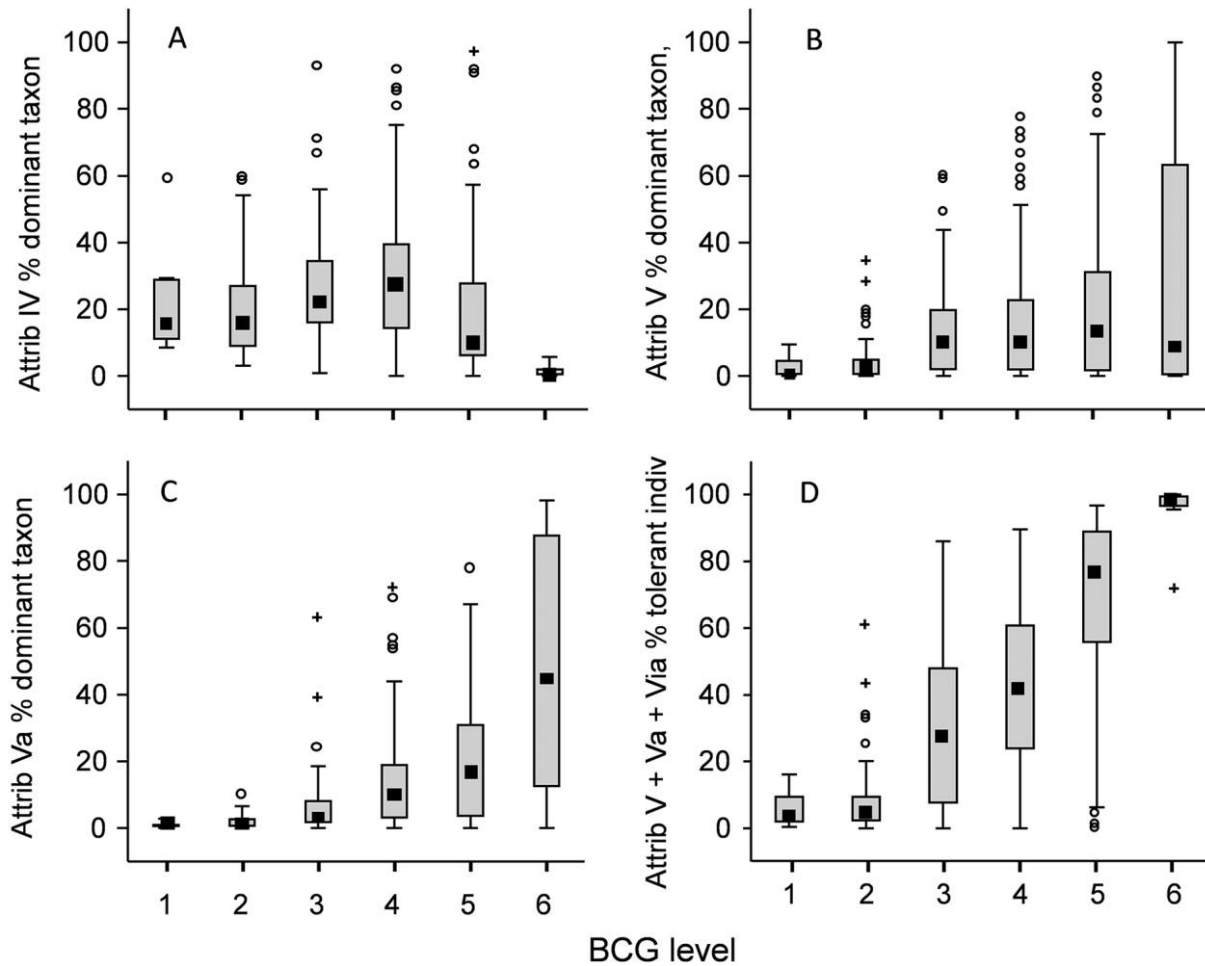 A
Attrib IV % dominant taxon
100
80
60
40
20
0
B
Attrib V % dominant taxon,
100
80
60
40
20
0
C
Attrib Va % dominant taxon
100
80
60
40
20
0
1 2 3 4 5 6
D
Attrib V + Va + Via % tolerant indiv
100
80
60
40
20
0
1 2 3 4 5 6
BCG level